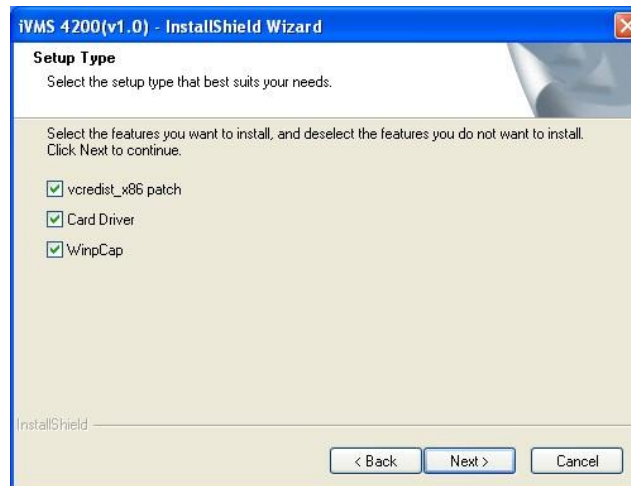 iVMS 4200(v1.0) - InstallShield Wizard
Setup Type
Select the setup type that best suits your needs.
Select the features you want to install, and deselect the features you do not want to install.
Click Next to continue.
vcredist_x86 patch
Card Driver
WinpCap
InstallShield
< Back
Next >
Cancel